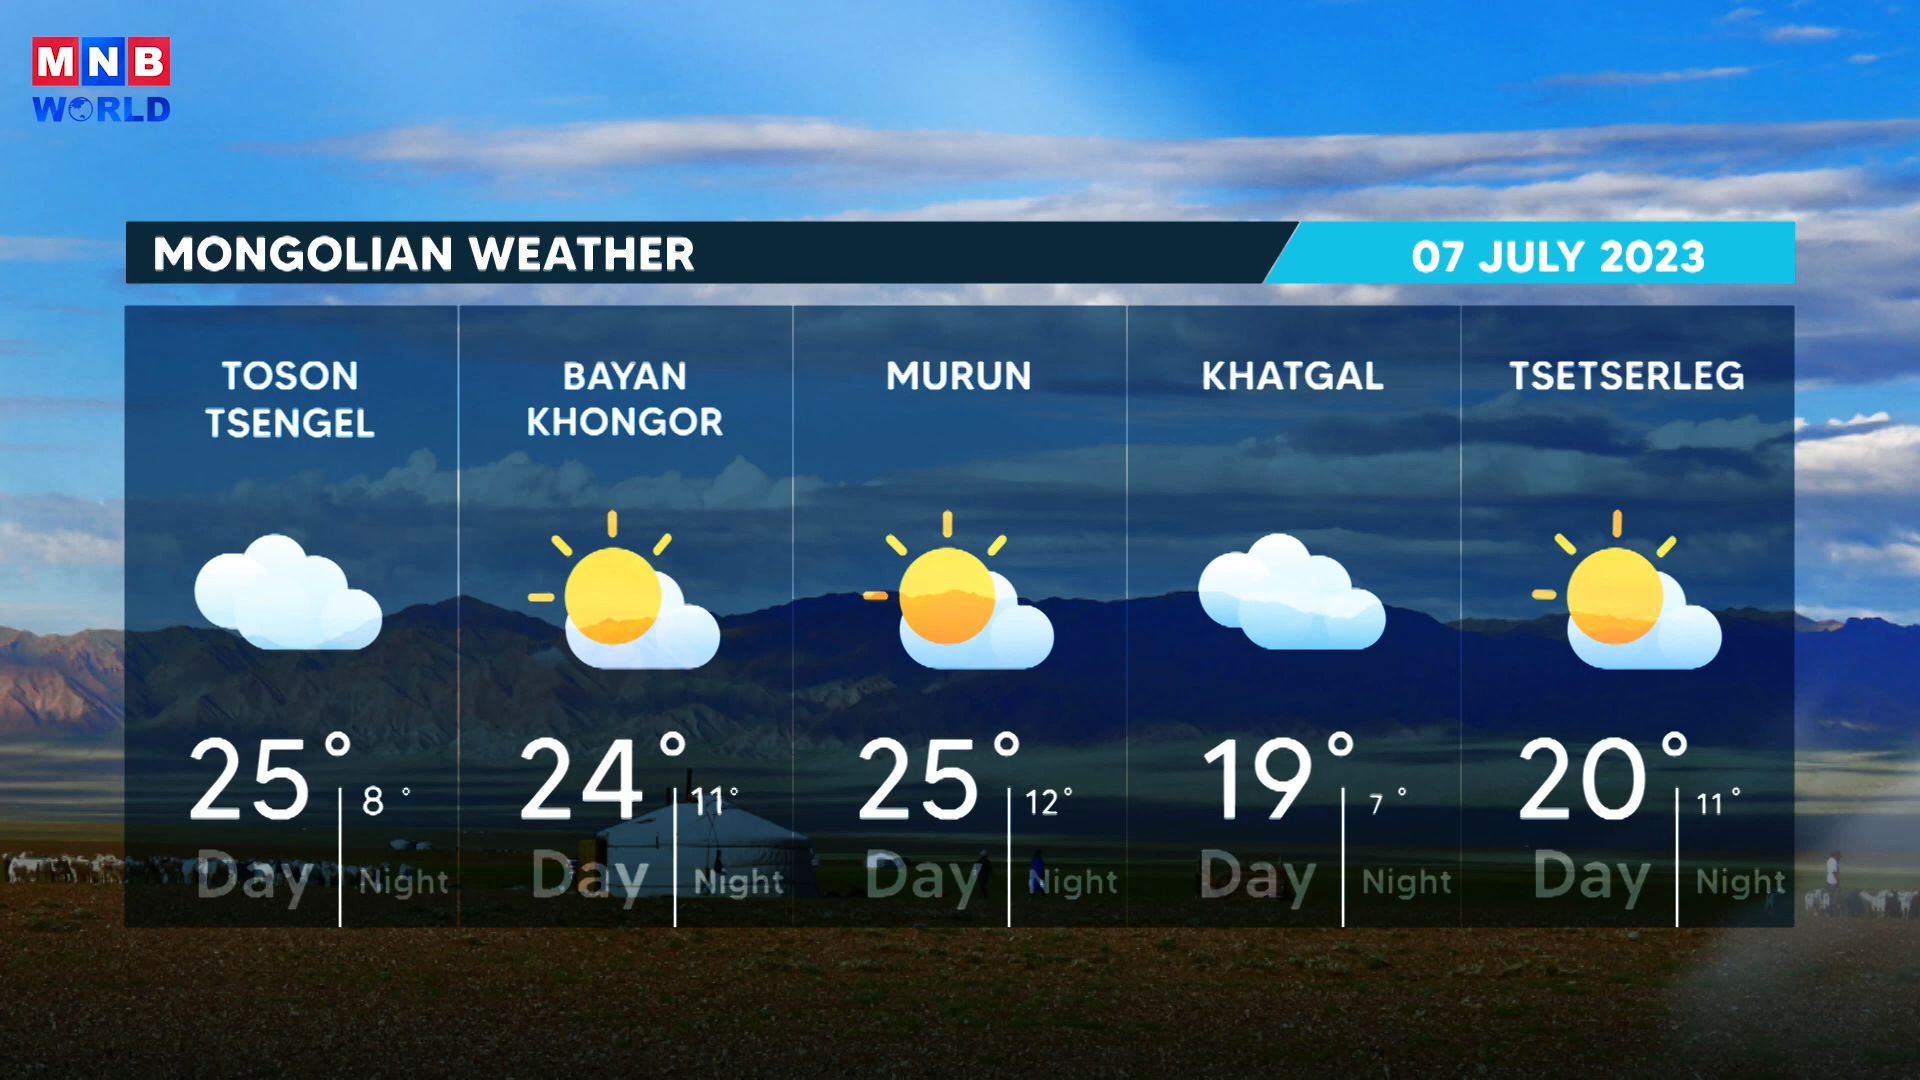 MNB
WORLD
MONGOLIAN WEATHER
07 JULY 2023
TOSON
TSENGEL
25°
8 °
Day
Night
BAYAN
KHONGOR
24°
11°
Day
Night
MURUN
25°
12°
Day
Night
KHATGAL
19°
7 °
Day
Night
TSETSERLEG
20°
11°
Day
Night